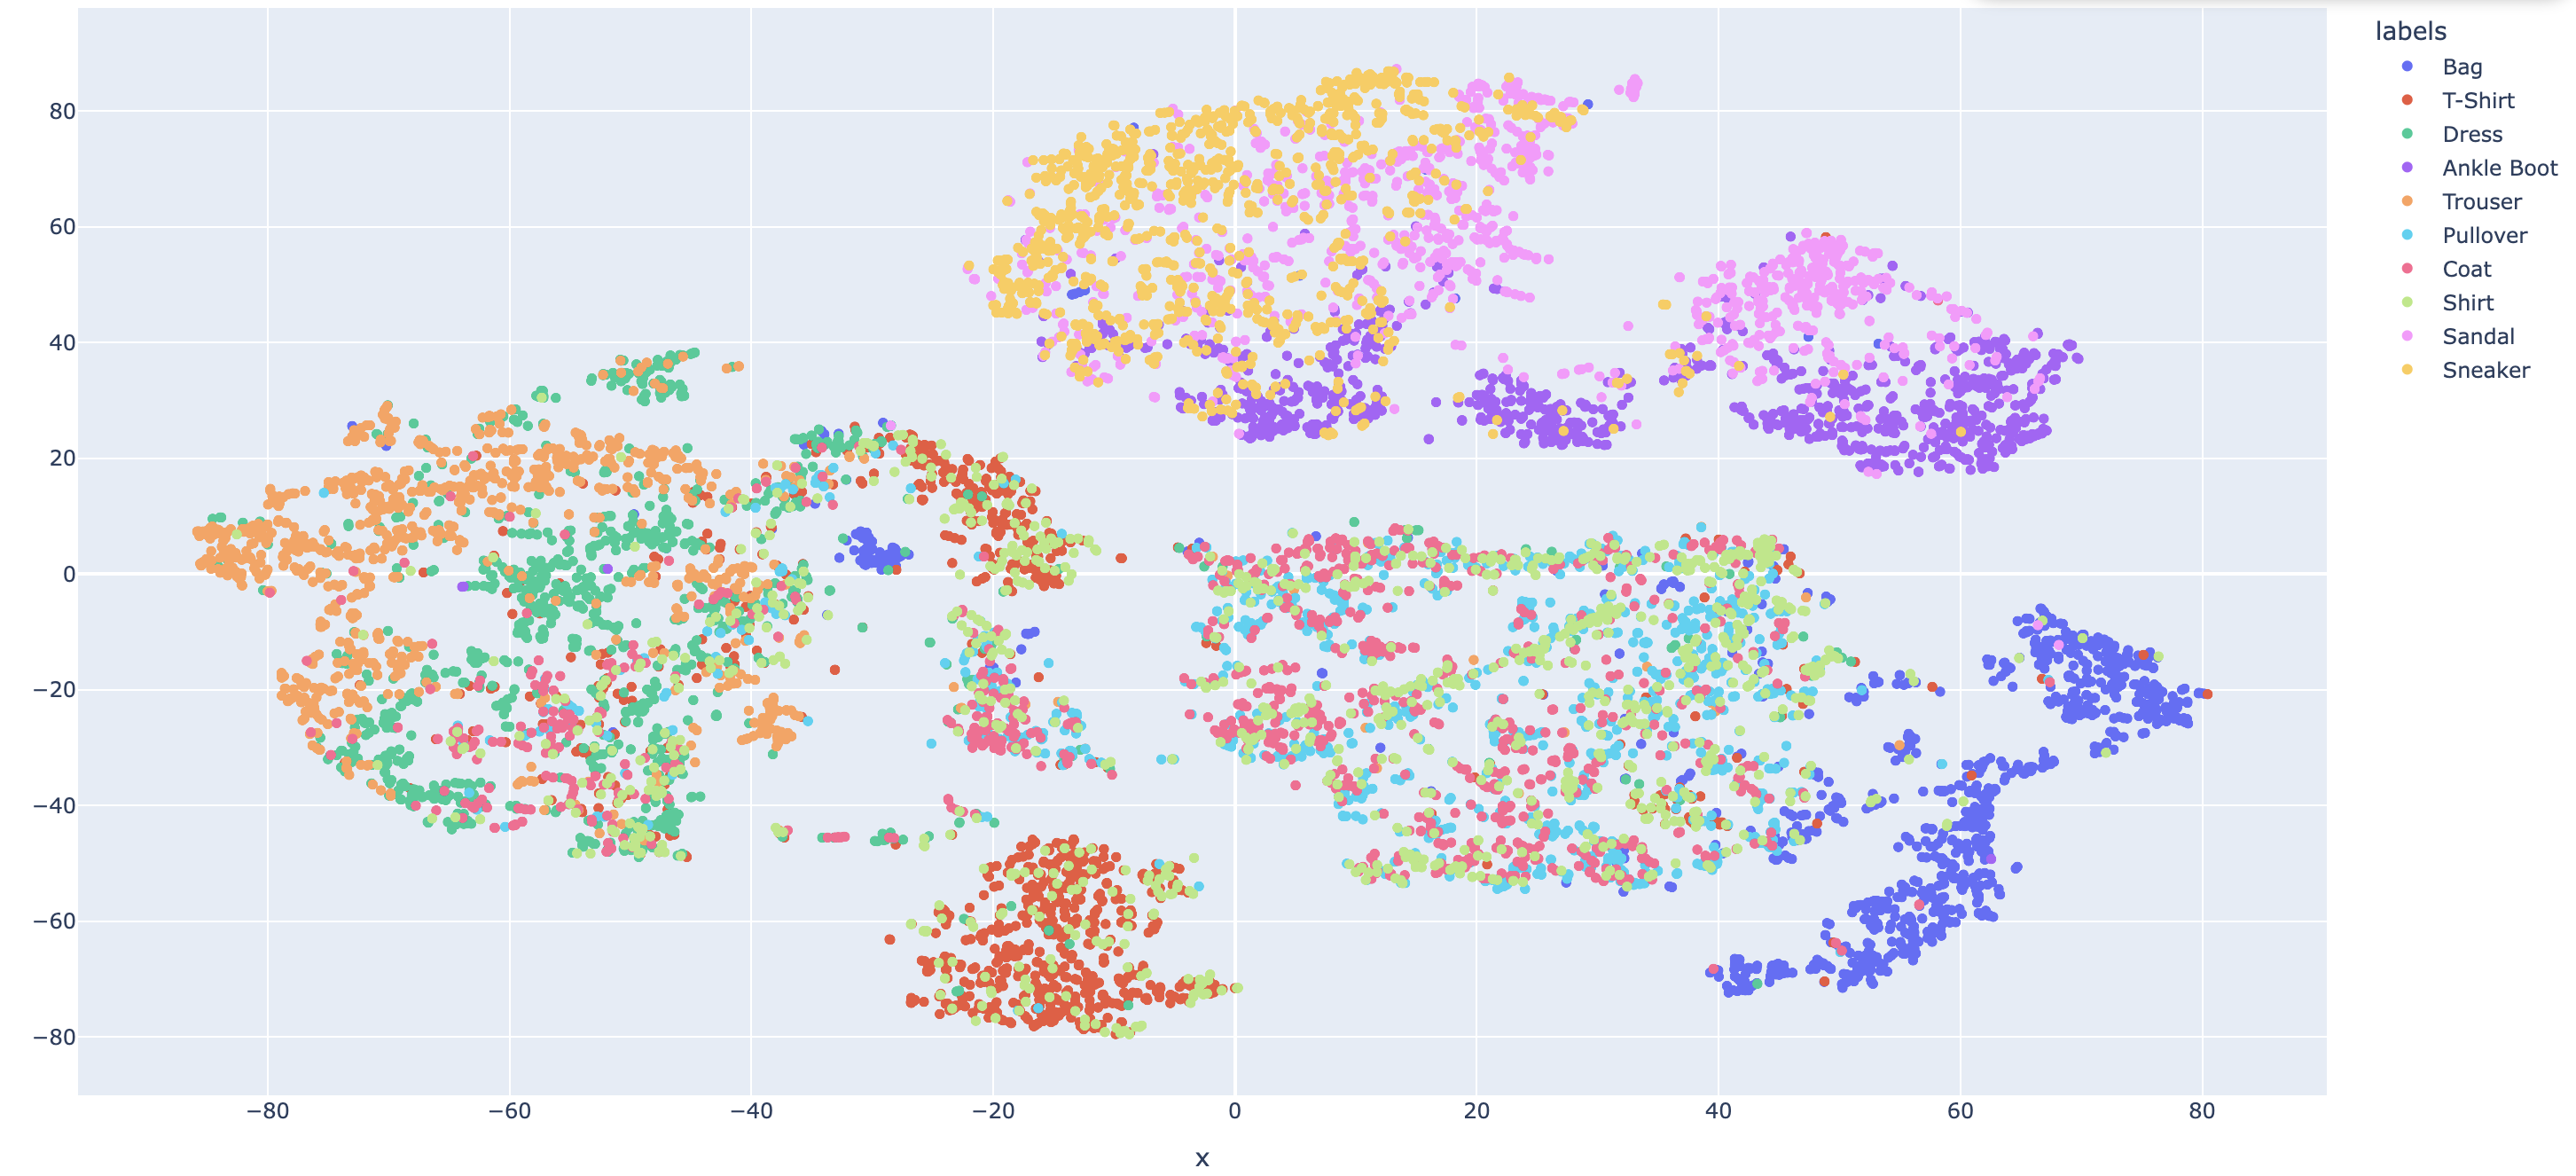 80
60
40
20
0
−20
−40
−60
−80
−80 −60 −40 −20 0 20 40 60 80
x
labels
Bag
T-Shirt
Dress
Ankle Boot
Trouser
Pullover
Coat
Shirt
Sandal
Sneaker